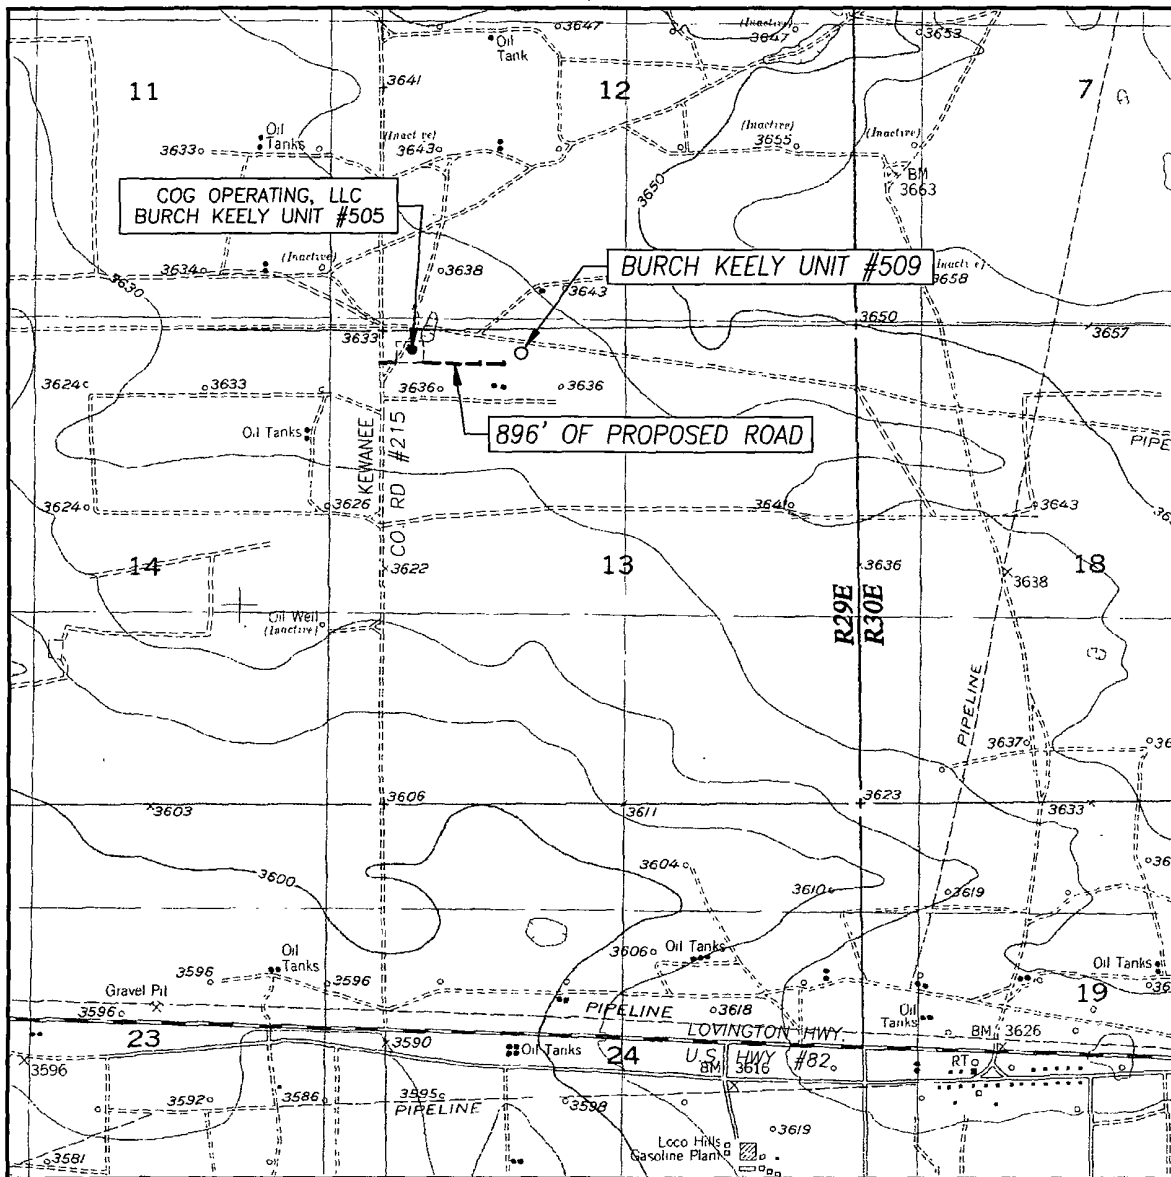 3647
(Inactive)
3647
3653
Oil
Tank
11
3641
12
7
Oil
Tanks
3633
3643
(Inactive)
3655
(Inactive)
BM
3663
3650
COG OPERATING, LLC
BURCH KEELY UNIT #505
3634
(Inactive)
3638
3643
BURCH KEELY UNIT #509
3658
3630
3633
3650
3657
3624
3633
3636
3636
Oil Tanks
KEWANEE
CO. RD #215
896' OF PROPOSED ROAD
3624
3626
3641
3643
14
3622
13
3636
3638
18
Oil Well
(Inactive)
R29E
R30E
PIPELINE
3637
3603
3606
3611
3623
3633
3600
3604
3610
3619
3606
Oil Tanks
Oil
Tanks
3596
3596
Oil Tanks
Gravel Pit
3596
PIPELINE
3618
Oil
Tanks
19
23
LOVINGTON HWY.
BM
3626
3596
3590
Oil Tanks
24
U.S. HWY #82
BM 3616
RT
3592
3586
3595
PIPELINE
3598
3619
3581
Loco Hills
Gasoline Plant